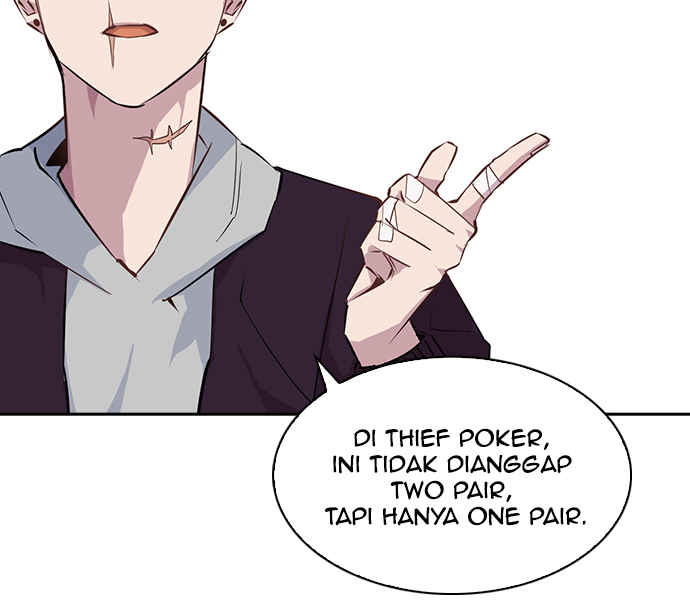 DI THIEF POKER,
INI TIDAK DIANGGAP
TWO PAIR,
TAPI HANYA ONE PAIR.